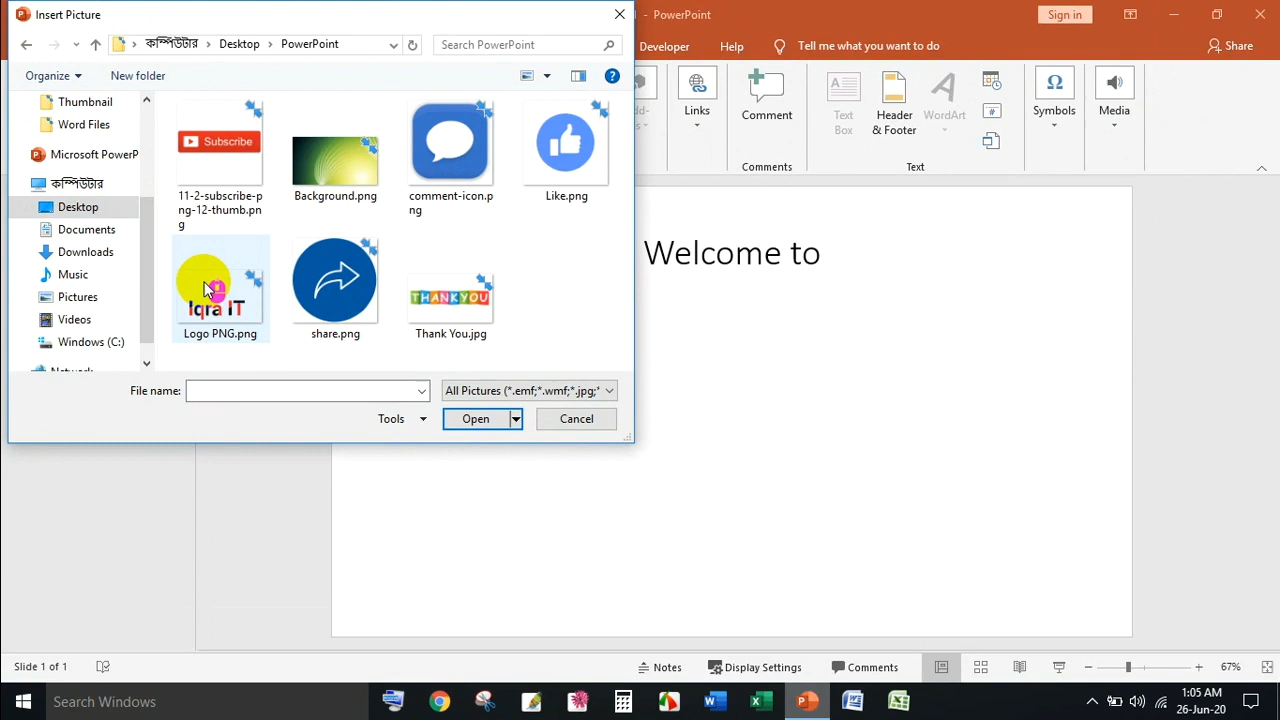 Insert Picture
- PowerPoint
Sign in
কম্পিউটার
Desktop
PowerPoint
Search PowerPoint
Developer
Help
Tell me what you want to do
Share
Organize
New folder
Thumbnail
Word Files
Microsoft PowerP
কম্পিউটার
Desktop
Documents
Downloads
Music
Pictures
Videos
Windows (C:)
Subscribe
11-2-subscribe-p
ng-12-thumb.pn
g
Background.png
comment-icon.p
ng
Like.png
Iqra IT
Logo PNG.png
share.png
THANK YOU
Thank You.jpg
File name:
All Pictures (*.emf;*.wmf;*.jpg;*
Tools
Open
Cancel
Links
Comment
Comments
Text
Box
Header
& Footer
WordArt
Text
Symbols
Media
Welcome to
Slide 1 of 1
Notes
Display Settings
Comments
67%
Search Windows
1:05 AM
26-Jun-20